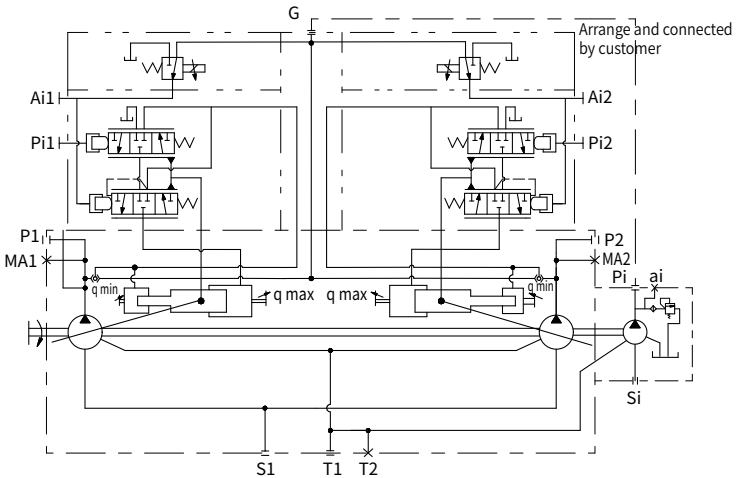 G
Arrange and connected
by customer
Ai1
Ai2
Pi1
Pi2
P1
P2
MA1
MA2
Pi
ai
q min
q max
q max
q min
Si
S1
T1
T2